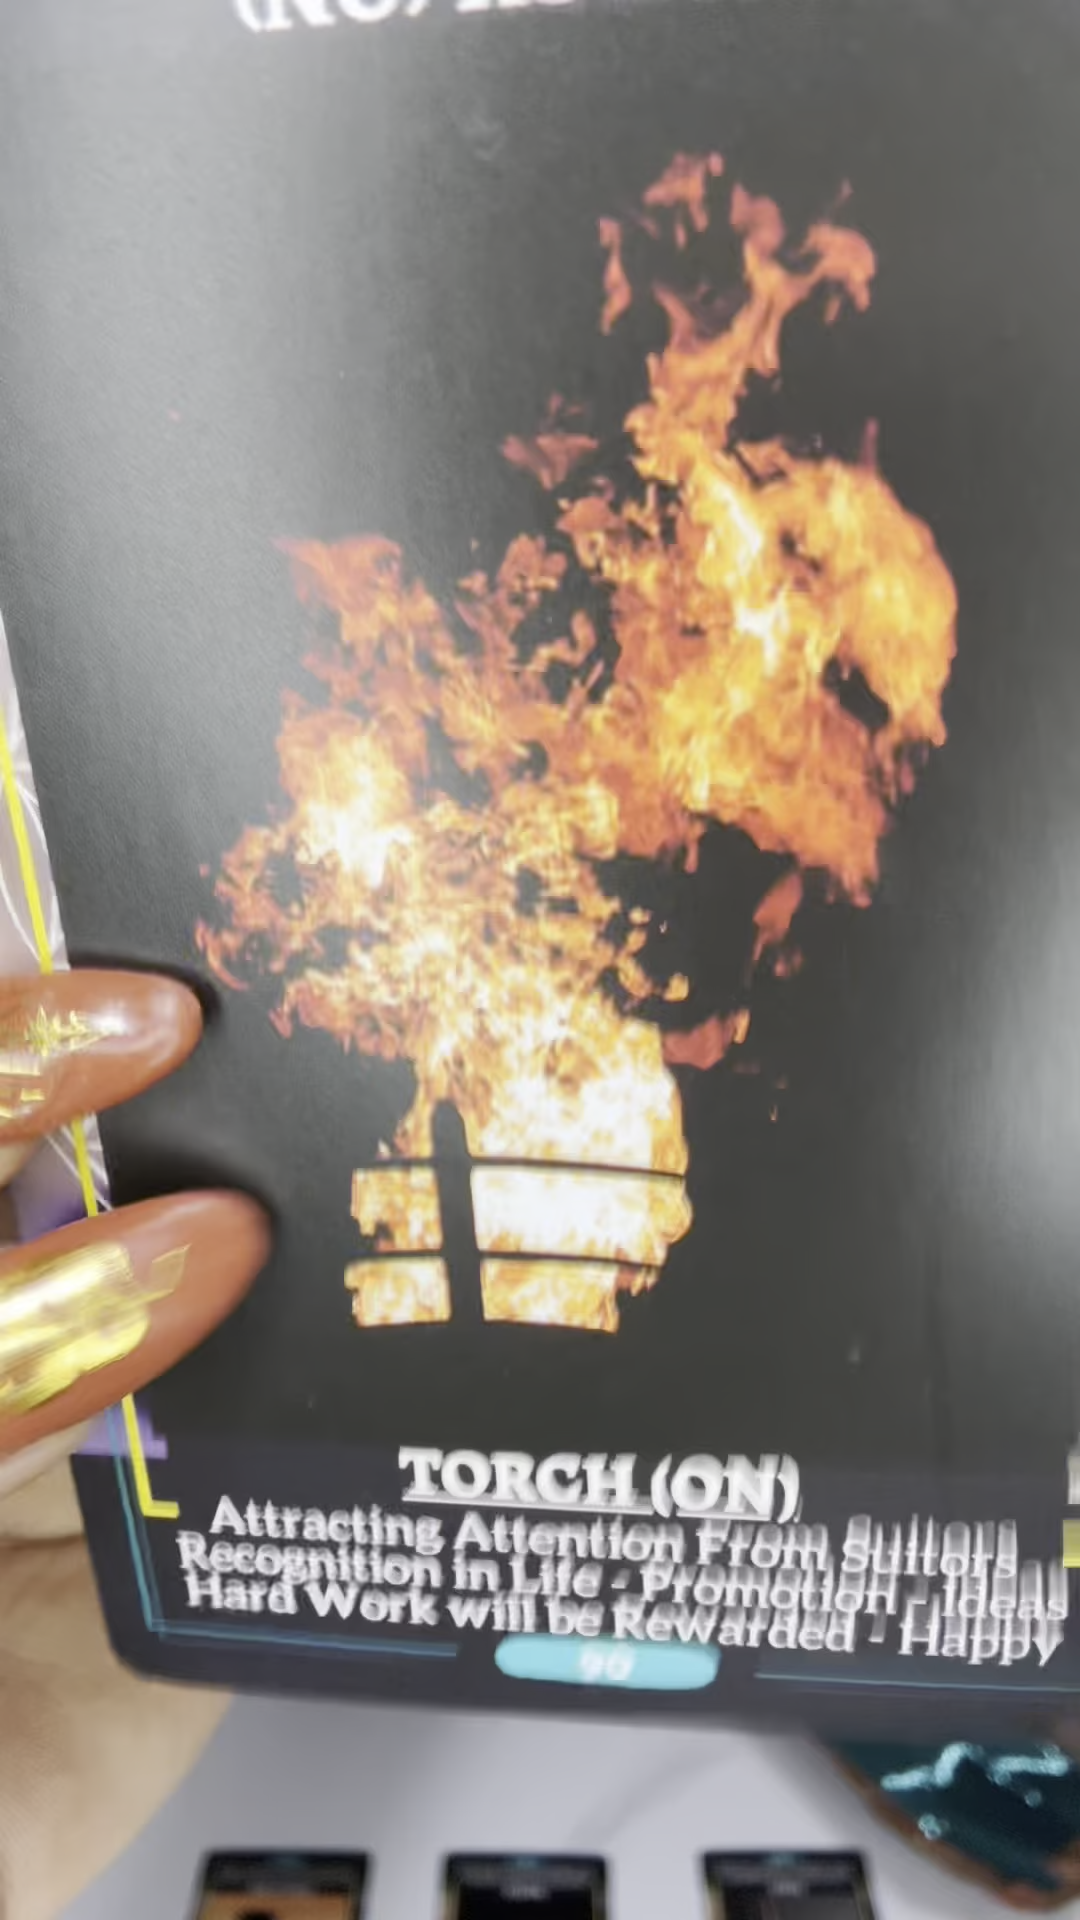 TORCH (ON)
Attracting Attention From Suitors
Recognition in Life - Promotion - Ideas
Hard Work will be Rewarded - Happy